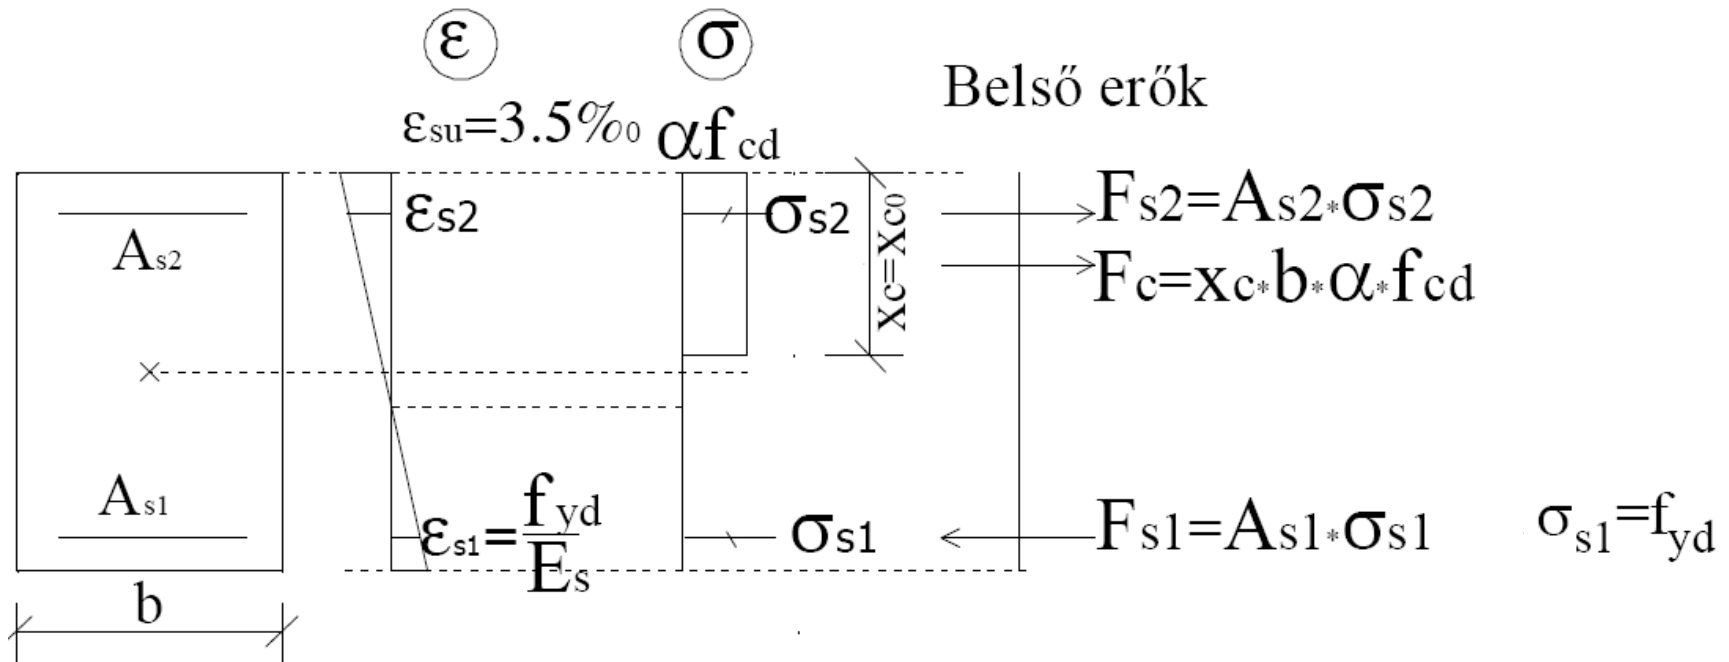 ε σ
Belső erők
εsu=3.5‰ αfcd
εs2 σs2 Fs2=As2*σs2
As2
xc=xc0
Fc=xc*b*α*fcd
As1
εs1=fyd/Es σs1 Fs1=As1*σs1 σs1=fyd
b